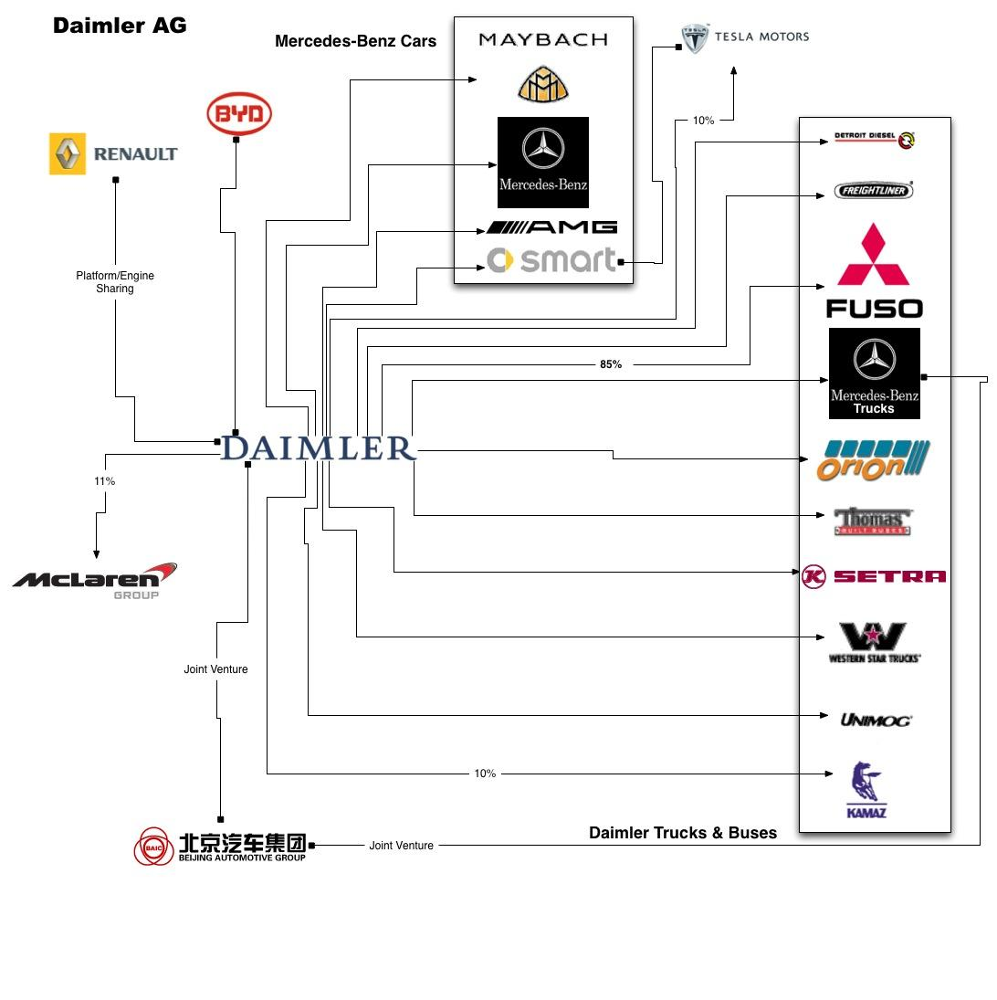 Daimler AG
Mercedes-Benz Cars
MAYBACH
TESLA
TESLA MOTORS
BYD
10%
DETROIT DIESEL
RENAULT
Mercedes-Benz
FREIGHTLINER
AMG
smart
Platform/Engine
Sharing
FUSO
85%
Mercedes-Benz
Trucks
DAIMLER
orion
11%
Thomas
BUILT BUSES
McLaren
GROUP
K SETRA
WESTERN STAR TRUCKS
Joint Venture
UNIMOG
10%
KAMAZ
Daimler Trucks & Buses
BAIC
北京汽车集团
BEIJING AUTOMOTIVE GROUP
Joint Venture